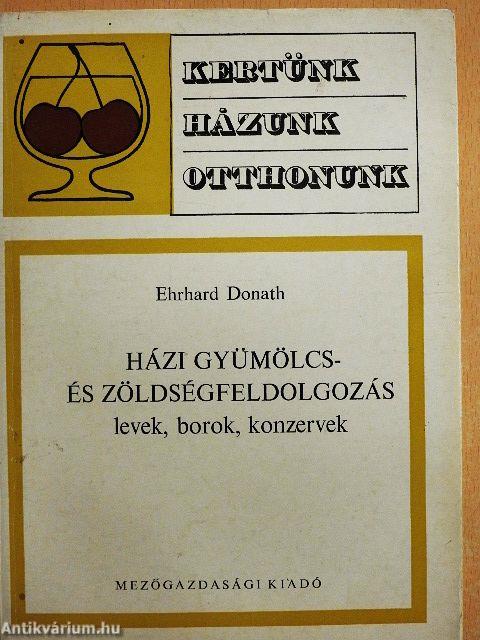 KERTÜNK
HÁZUNK
OTTHONUNK
Ehrhard Donath
HÁZI GYÜMÖLCS-
ÉS ZÖLDSÉGFELDOLGOZÁS
levek, borok, konzervek
MEZŐGAZDASÁGI KIADÓ
Antikvárium.hu